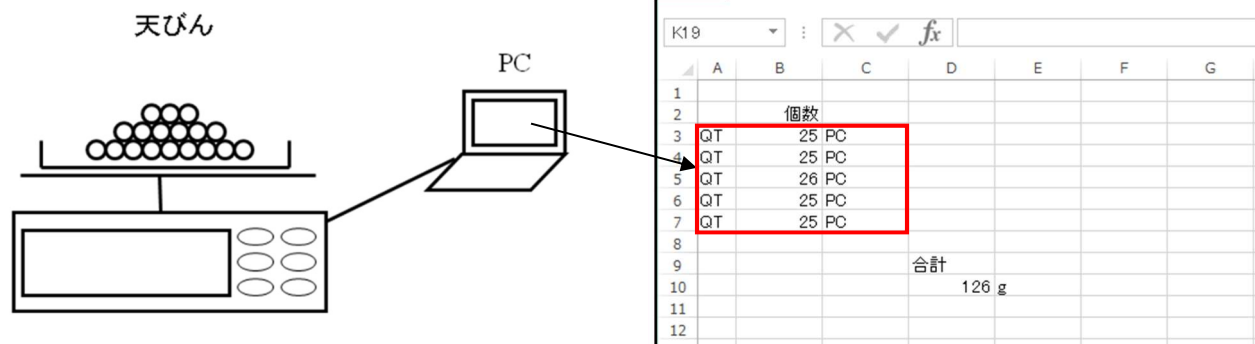 天びん
PC
K19
fx
A B C D E F G
1
2 個数
3 QT 25 PC
4 QT 25 PC
5 QT 26 PC
6 QT 25 PC
7 QT 25 PC
8
9 合計
10 126 g
11
12